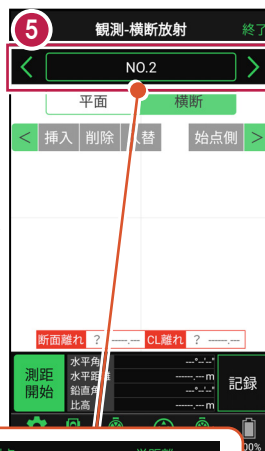 5
観測-横断放射 終了
< NO.2 >
平面 横断
< 挿入 削除 替 始点側 >
断面離れ ? -----.--- CL離れ ? -----.---
測距開始
水平角 ---°--'--"
水平距離 -----.--- m
鉛直角 ---°--'--"
比高 -----.--- m
記録